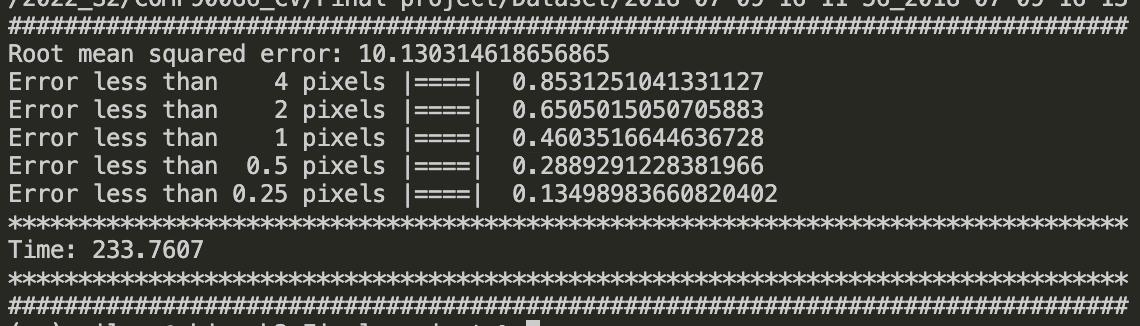 /2022_S2/COMP90086_CV/Final project/Dataset/2018-07-09-16-11-56_2018-07-09-16-15
################################################################################
Root mean squared error: 10.130314618656865
Error less than    4 pixels |====|  0.8531251041331127
Error less than    2 pixels |====|  0.6505015050705883
Error less than    1 pixels |====|  0.4603516644636728
Error less than  0.5 pixels |====|  0.2889291228381966
Error less than 0.25 pixels |====|  0.13498983660820402
********************************************************************************
Time: 233.7607
********************************************************************************
################################################################################